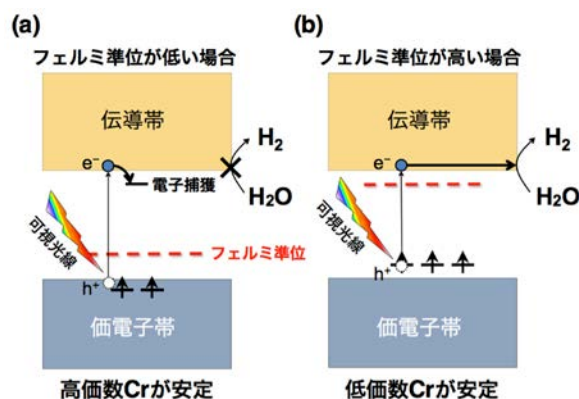 (a)
フェルミ準位が低い場合
伝導帯
e⁻
電子捕獲
H₂
H₂O
可視光線
フェルミ準位
h⁺
価電子帯
高価数Crが安定
(b)
フェルミ準位が高い場合
伝導帯
e⁻
H₂
H₂O
可視光線
h⁺
価電子帯
低価数Crが安定